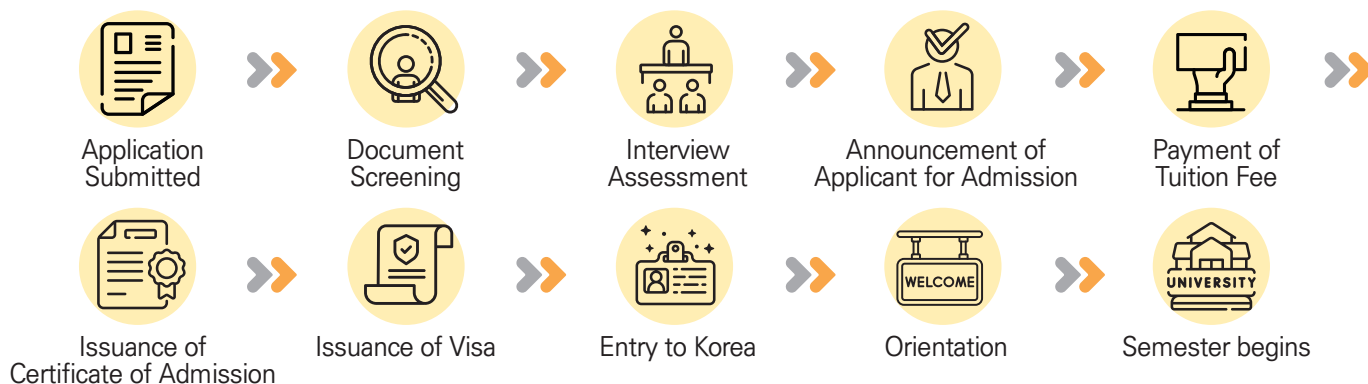 Application
Submitted
Document
Screening
Interview
Assessment
Announcement of
Applicant for Admission
Payment of
Tuition Fee
WELCOME
UNIVERSITY
Issuance of
Certificate of Admission
Issuance of Visa
Entry to Korea
Orientation
Semester begins